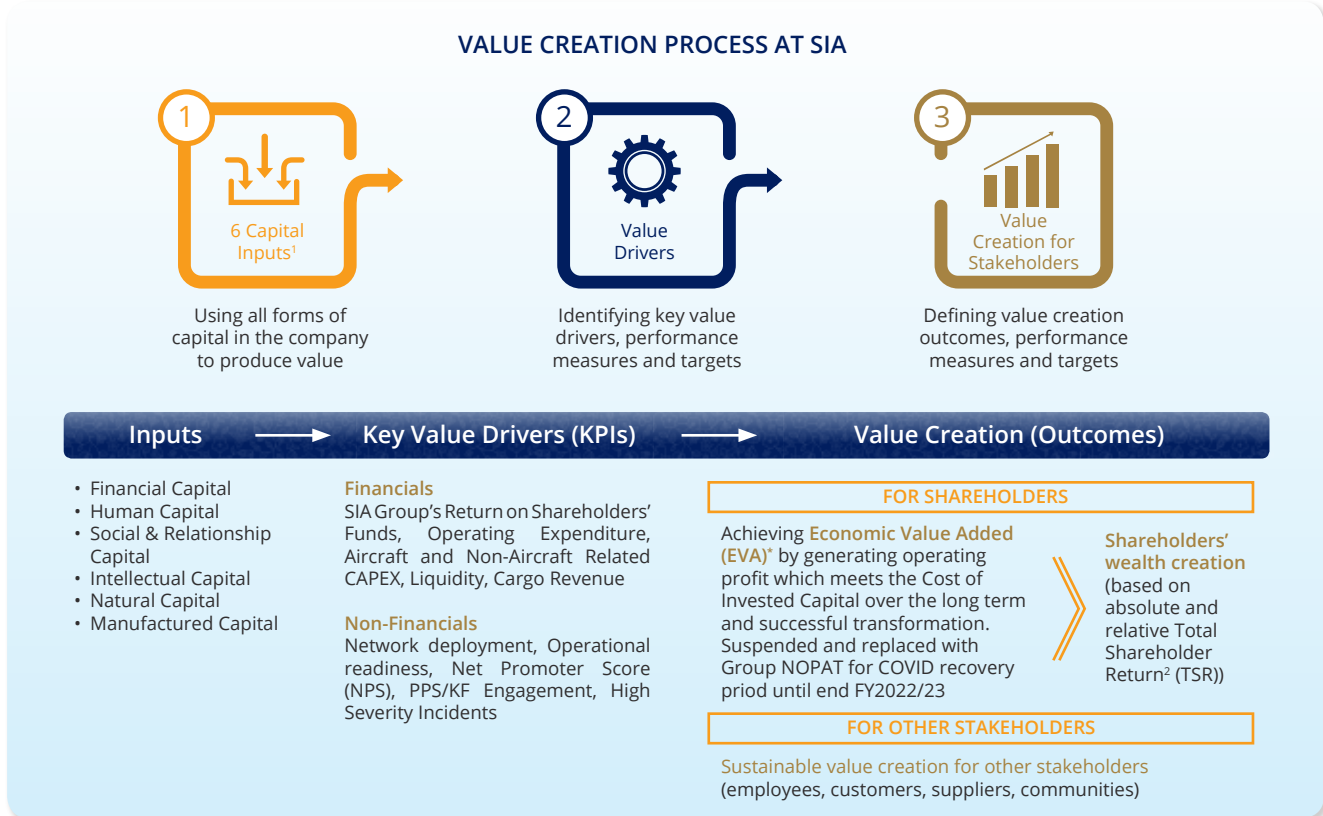 VALUE CREATION PROCESS AT SIA
1
6 Capital
Inputs¹
Using all forms of
capital in the company
to produce value
2
Value
Drivers
Identifying key value
drivers, performance
measures and targets
3
Value
Creation for
Stakeholders
Defining value creation
outcomes, performance
measures and targets
Inputs
Key Value Drivers (KPIs)
Value Creation (Outcomes)
• Financial Capital
• Human Capital
• Social & Relationship
Capital
• Intellectual Capital
• Natural Capital
• Manufactured Capital
Financials
SIA Group's Return on Shareholders'
Funds, Operating Expenditure,
Aircraft and Non-Aircraft Related
CAPEX, Liquidity, Cargo Revenue
Non-Financials
Network deployment, Operational
readiness, Net Promoter Score
(NPS), PPS/KF Engagement, High
Severity Incidents
FOR SHAREHOLDERS
Achieving Economic Value Added
(EVA)* by generating operating
profit which meets the Cost of
Invested Capital over the long term
and successful transformation.
Suspended and replaced with
Group NOPAT for COVID recovery
priod until end FY2022/23
Shareholders'
wealth creation
(based on
absolute and
relative Total
Shareholder
Return² (TSR))
FOR OTHER STAKEHOLDERS
Sustainable value creation for other stakeholders
(employees, customers, suppliers, communities)